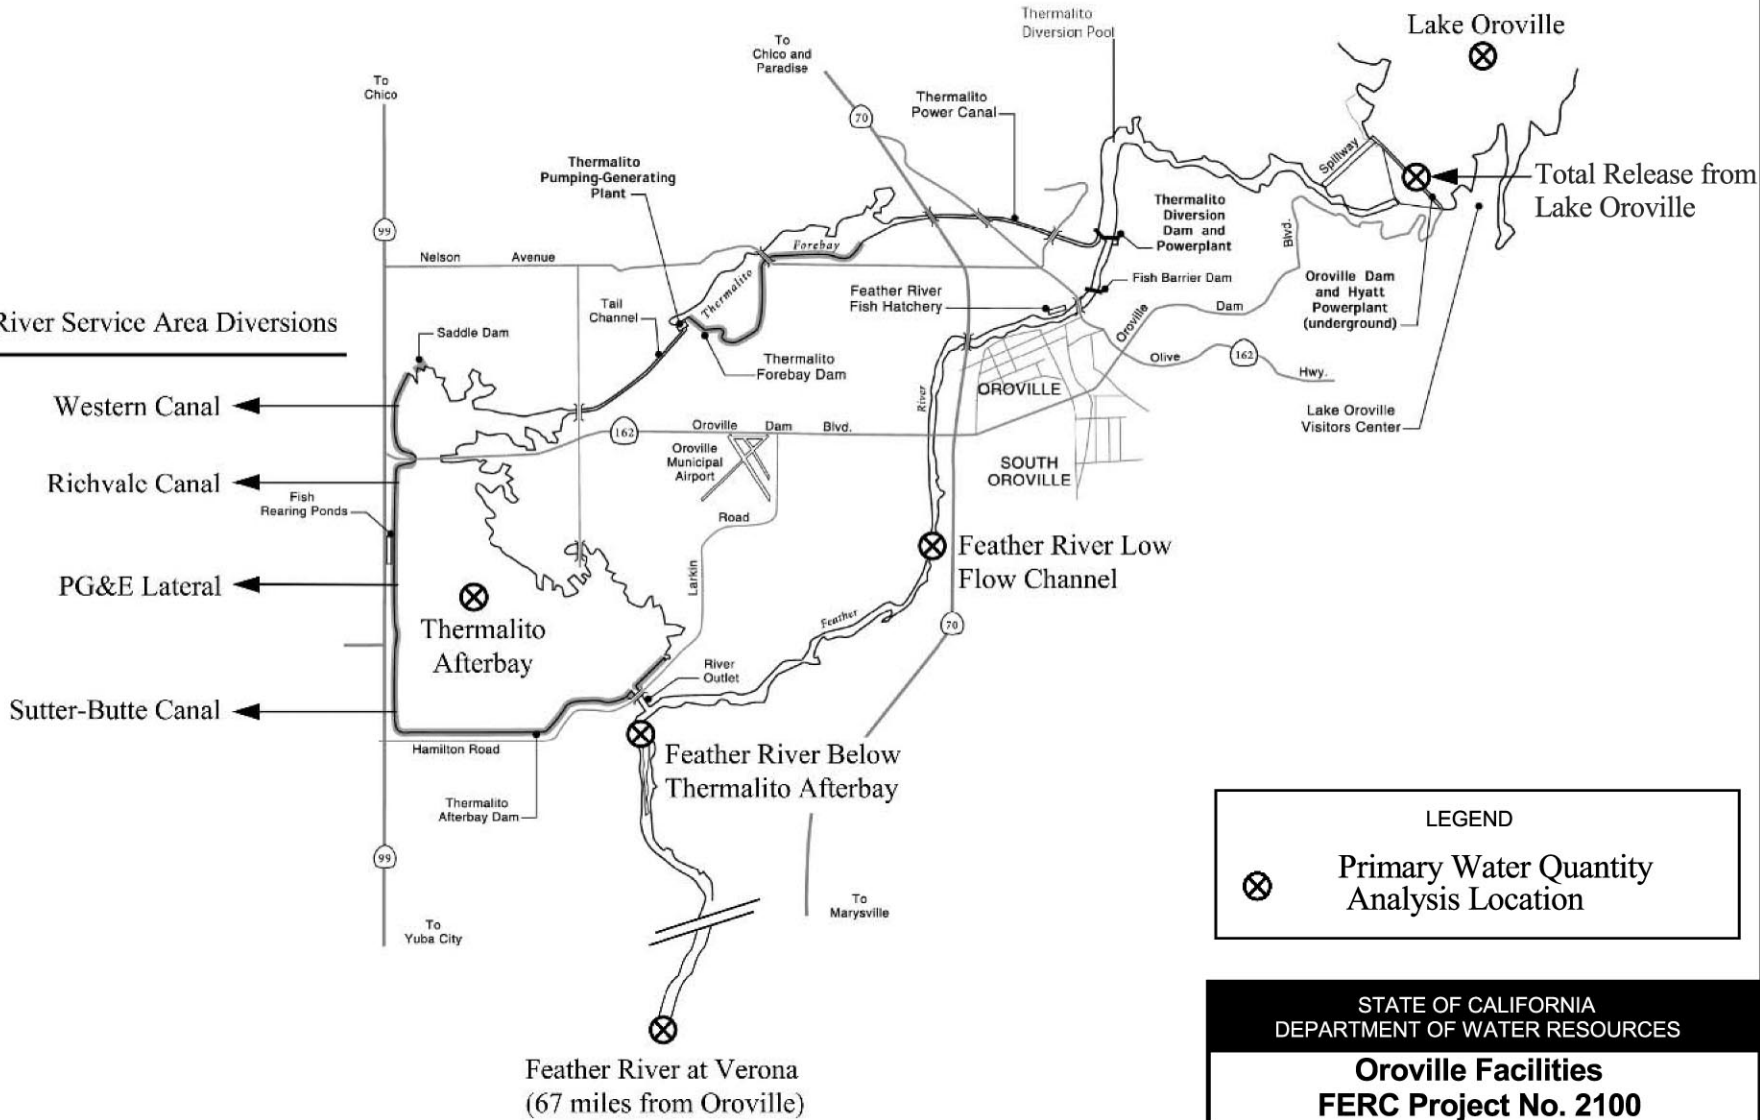 Thermalito
Diversion Pool
Lake Oroville
To
Chico and
Paradise
To
Chico
Thermalito
Power Canal
70
Thermalito
Pumping-Generating
Plant
Spillway
Total Release from
Lake Oroville
Thermalito
Diversion
Dam and
Powerplant
99
Nelson Avenue
Forebay
Thermalito
Blvd.
Fish Barrier Dam
Oroville Dam
and Hyatt
Powerplant
(underground)
Feather River
Fish Hatchery
Tail
Channel
Oroville
Dam
River Service Area Diversions
Saddle Dam
Thermalito
Forebay Dam
Olive
162
Hwy.
OROVILLE
River
Western Canal
Lake Oroville
Visitors Center
162
Oroville Dam Blvd.
Oroville
Municipal
Airport
SOUTH
OROVILLE
Richvale Canal
Fish
Rearing Ponds
Road
Feather River Low
Flow Channel
Larkin
PG&E Lateral
Thermalito
Afterbay
Feather
70
River
Outlet
Sutter-Butte Canal
Hamilton Road
Feather River Below
Thermalito Afterbay
Thermalito
Afterbay Dam
99
To
Marysville
To
Yuba City
Feather River at Verona
(67 miles from Oroville)
LEGEND
Primary Water Quantity
Analysis Location
STATE OF CALIFORNIA
DEPARTMENT OF WATER RESOURCES
Oroville Facilities
FERC Project No. 2100